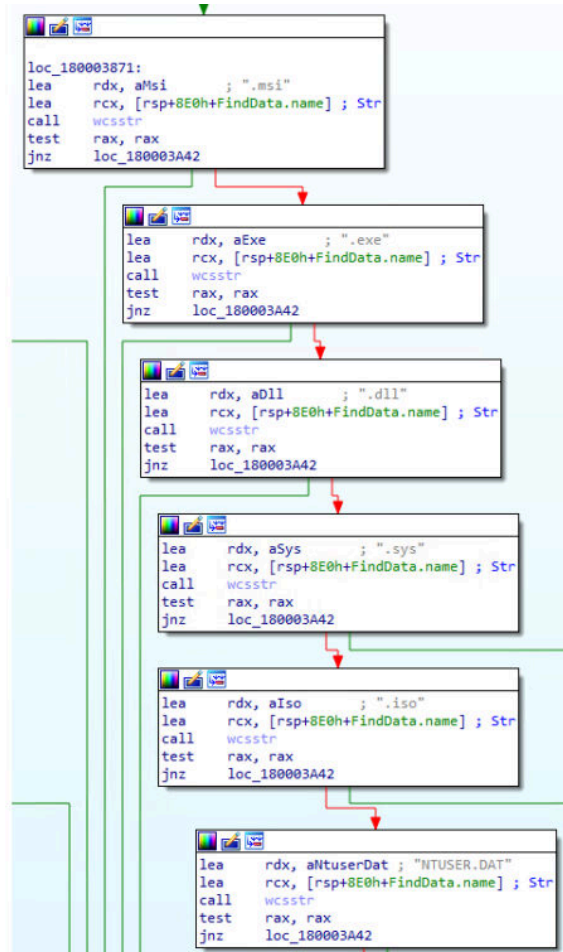 loc_180003871:
lea rdx, aMsi ; ".msi"
lea rcx, [rsp+8E0h+FindData.name] ; Str
call wcsstr
test rax, rax
jnz loc_180003A42
lea rdx, aExe ; ".exe"
lea rcx, [rsp+8E0h+FindData.name] ; Str
call wcsstr
test rax, rax
jnz loc_180003A42
lea rdx, aDll ; ".dll"
lea rcx, [rsp+8E0h+FindData.name] ; Str
call wcsstr
test rax, rax
jnz loc_180003A42
lea rdx, aSys ; ".sys"
lea rcx, [rsp+8E0h+FindData.name] ; Str
call wcsstr
test rax, rax
jnz loc_180003A42
lea rdx, aIso ; ".iso"
lea rcx, [rsp+8E0h+FindData.name] ; Str
call wcsstr
test rax, rax
jnz loc_180003A42
lea rdx, aNtuserDat ; "NTUSER.DAT"
lea rcx, [rsp+8E0h+FindData.name] ; Str
call wcsstr
test rax, rax
jnz loc_180003A42